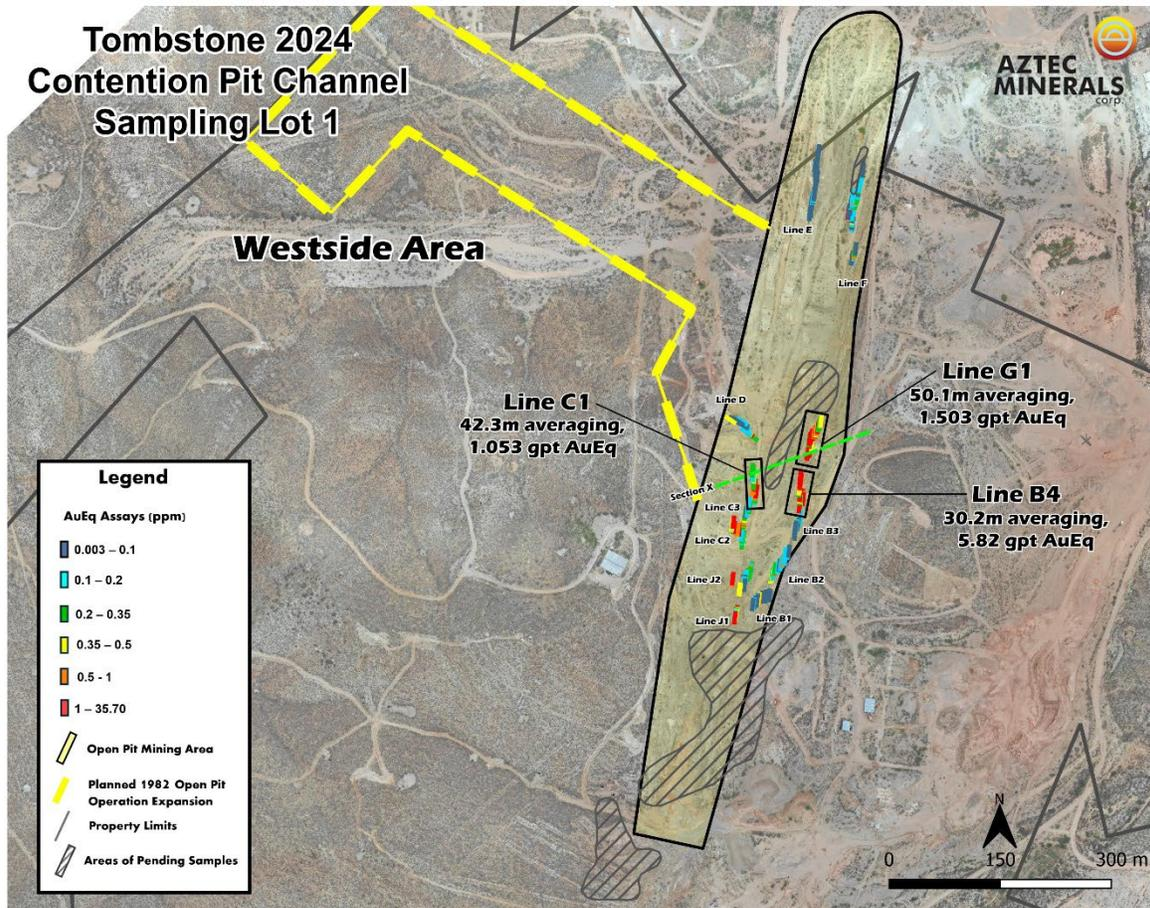 Tombstone 2024
Contention Pit Channel
Sampling Lot 1
AZTEC
MINERALS
corp.
Westside Area
Line E
Line F
Line G1
50.1m averaging,
1.503 gpt AuEq
Line D
Line C1
42.3m averaging,
1.053 gpt AuEq
Section X
Line B4
30.2m averaging,
5.82 gpt AuEq
Line C3
Line B3
Line C2
Line J2
Line B2
Line J1
Line B1
Legend
AuEq Assays (ppm)
0.003 – 0.1
0.1 – 0.2
0.2 – 0.35
0.35 – 0.5
0.5 - 1
1 – 35.70
Open Pit Mining Area
Planned 1982 Open Pit
Operation Expansion
Property Limits
Areas of Pending Samples
N
0 150 300 m